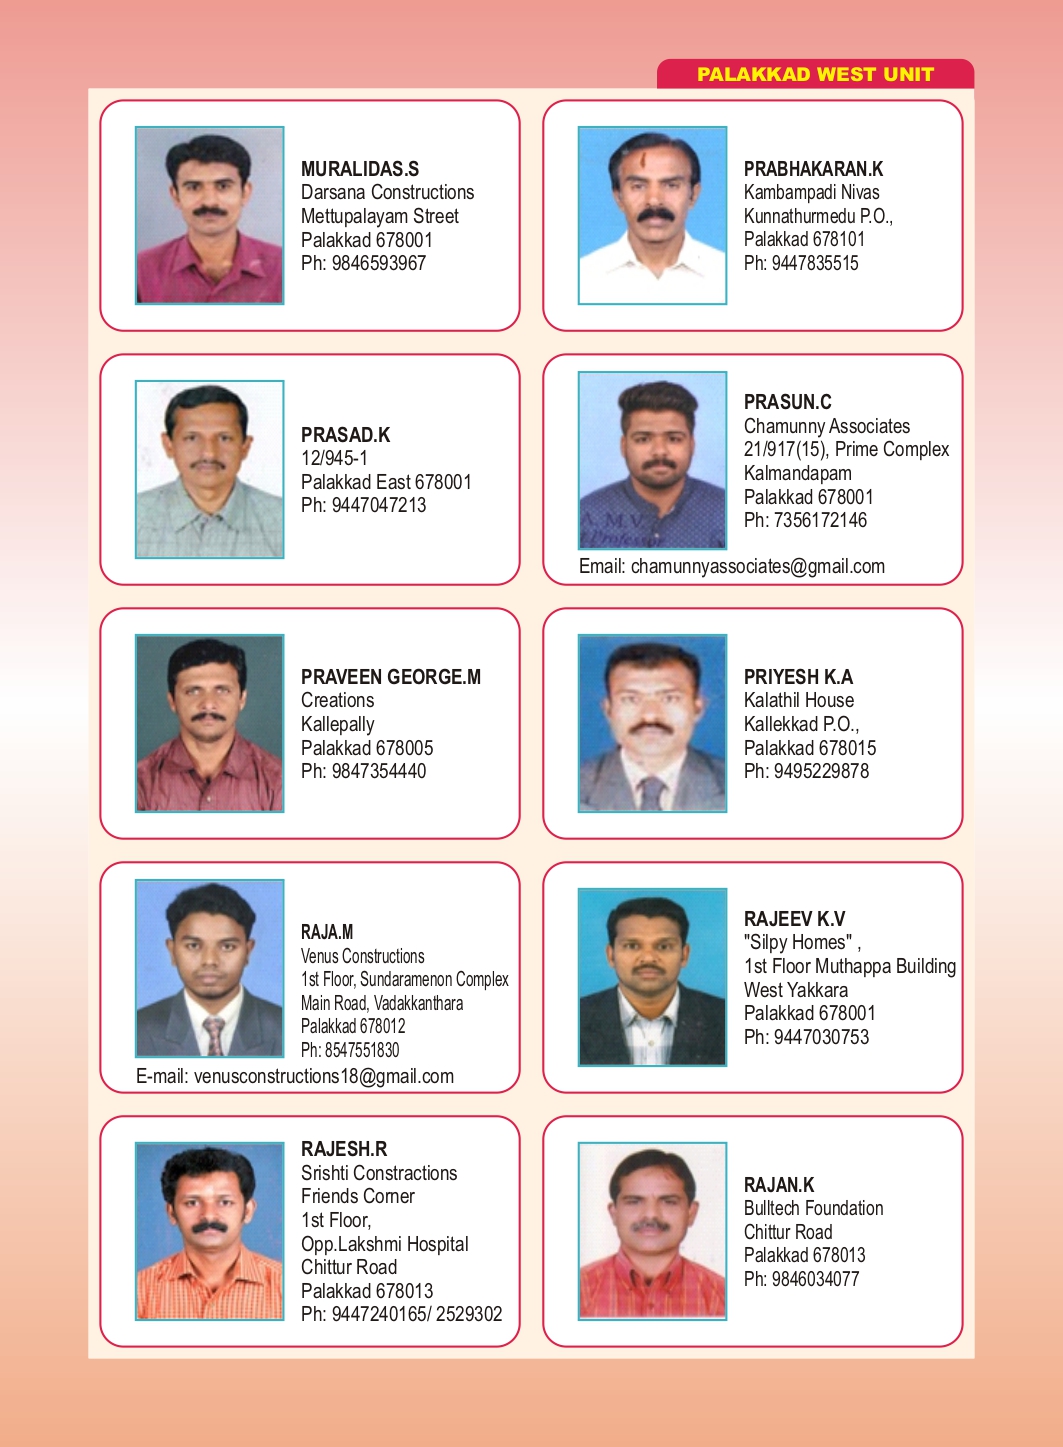 PALAKKAD WEST UNIT
MURALIDAS.S
Darsana Constructions
Mettupalayam Street
Palakkad 678001
Ph: 9846593967
PRABHAKARAN.K
Kambampadi Nivas
Kunnathurmedu P.O.,
Palakkad 678101
Ph: 9447835515
PRASAD.K
12/945-1
Palakkad East 678001
Ph: 9447047213
PRASUN.C
Chamunny Associates
21/917(15), Prime Complex
Kalmandapam
Palakkad 678001
Ph: 7356172146
A. M.V.
Professor
Email: chamunnyassociates@gmail.com
PRAVEEN GEORGE.M
Creations
Kallepally
Palakkad 678005
Ph: 9847354440
PRIYESH K.A
Kalathil House
Kallekkad P.O.,
Palakkad 678015
Ph: 9495229878
RAJA.M
Venus Constructions
1st Floor, Sundaramenon Complex
Main Road, Vadakkanthara
Palakkad 678012
Ph: 8547551830
E-mail: venusconstructions18@gmail.com
RAJEEV K.V
"Silpy Homes" ,
1st Floor Muthappa Building
West Yakkara
Palakkad 678001
Ph: 9447030753
RAJESH.R
Srishti Constractions
Friends Corner
1st Floor,
Opp.Lakshmi Hospital
Chittur Road
Palakkad 678013
Ph: 9447240165/ 2529302
RAJAN.K
Bulltech Foundation
Chittur Road
Palakkad 678013
Ph: 9846034077